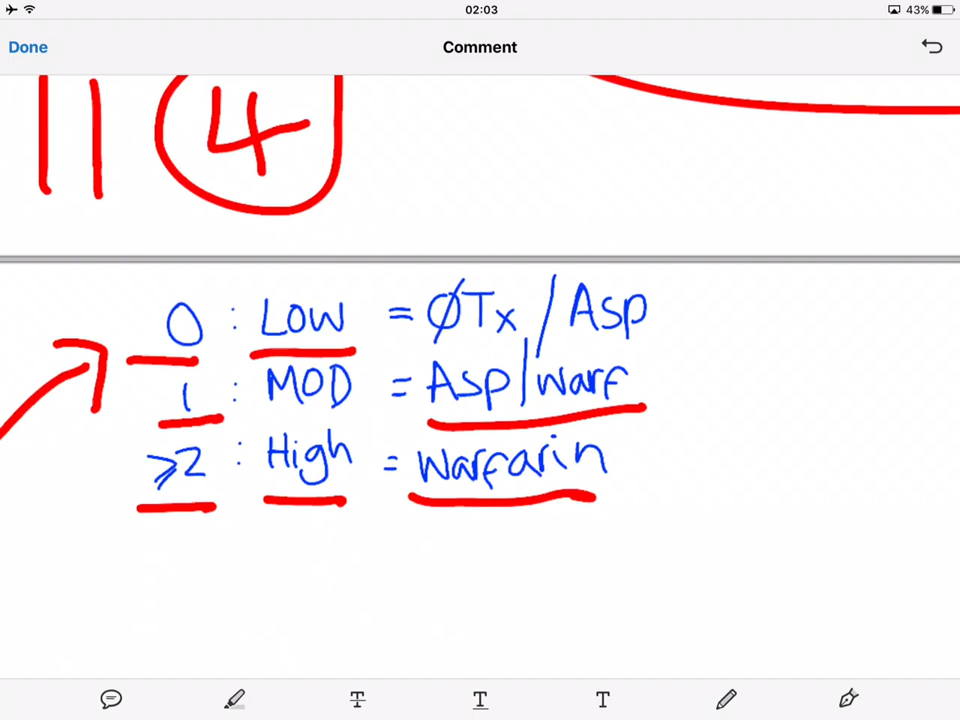 02:03
43%
Done Comment
11 4
0 : Low = ØTx / Asp
1 : MOD = Asp/Warf
≥2 : High = Warfarin
T T T